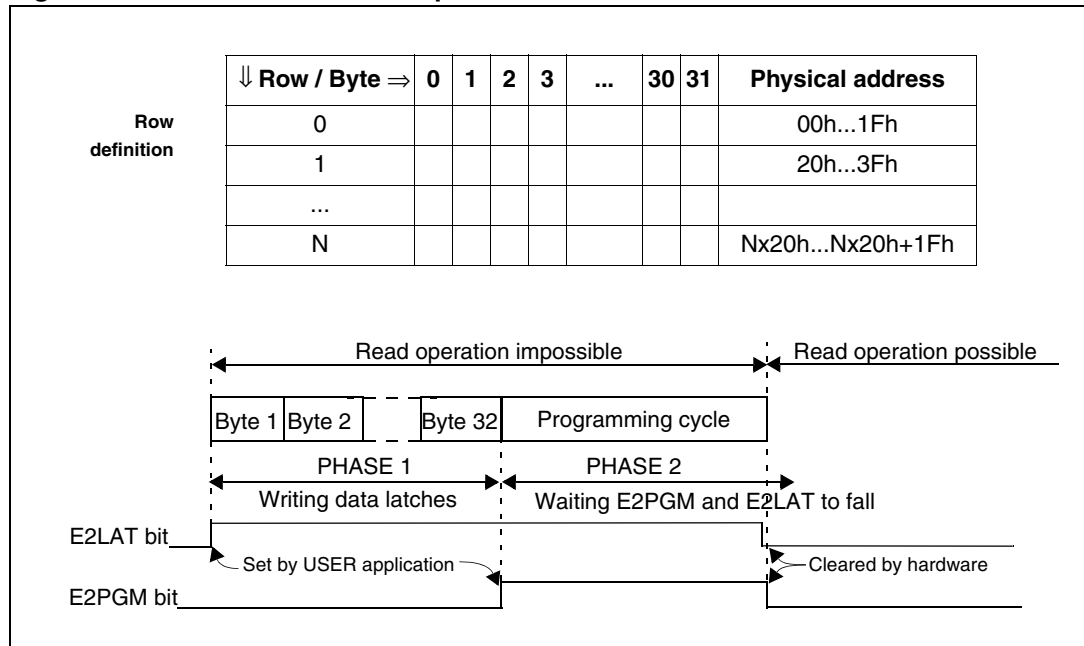 ⇓ Row / Byte ⇒ 0 1 2 3 ... 30 31 Physical address
Row definition
0 00h...1Fh
1 20h...3Fh
...
N Nx20h...Nx20h+1Fh
Read operation impossible Read operation possible
Byte 1 Byte 2 Byte 32 Programming cycle
PHASE 1 PHASE 2
Writing data latches Waiting E2PGM and E2LAT to fall
E2LAT bit
Set by USER application Cleared by hardware
E2PGM bit